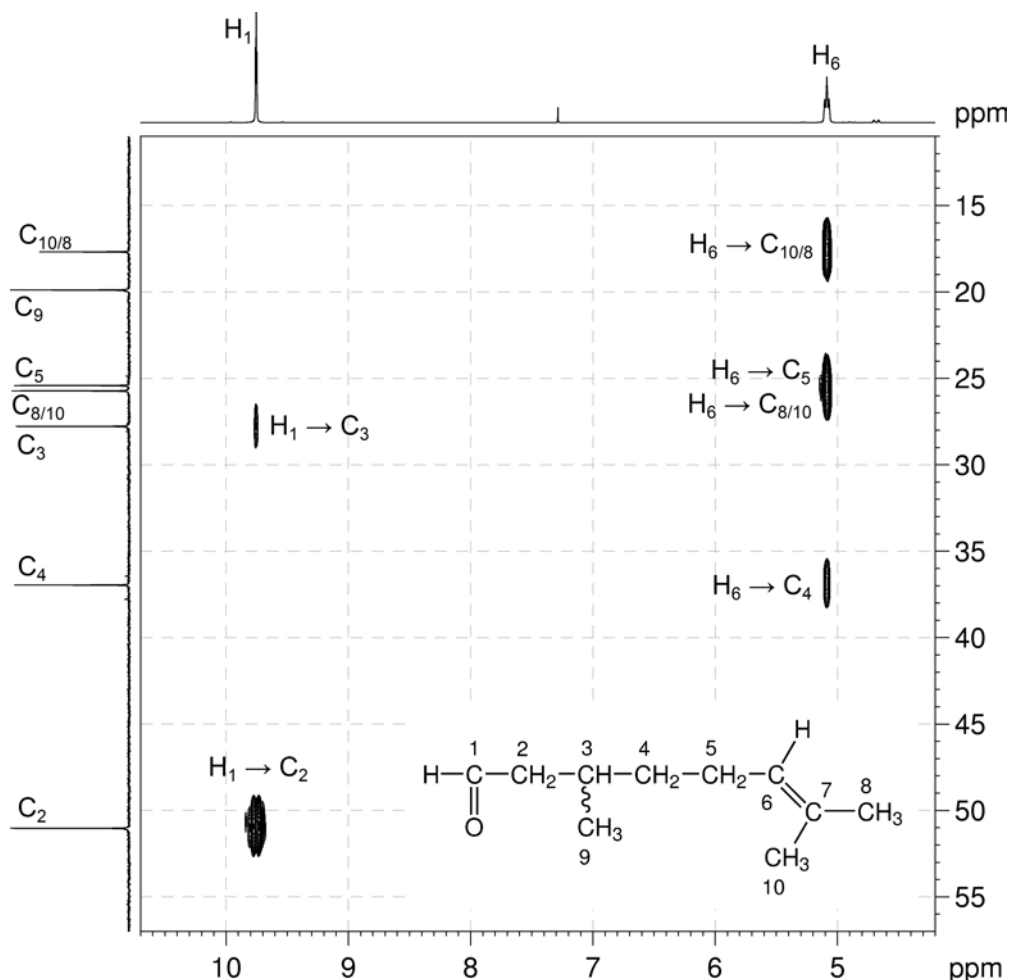 H₁
H₆
ppm
C₁₀/₈
C₉
C₅
C₈/₁₀
C₃
C₄
C₂
H₆ → C₁₀/₈
H₆ → C₅
H₆ → C₈/₁₀
H₁ → C₃
H₆ → C₄
H₁ → C₂
15
20
25
30
35
40
45
50
55
H
1 2 3 4 5
H CH₂ CH₂ CH₂
6 7 8
O CH₃ CH₃
9 CH₃
10
10 9 8 7 6 5 ppm